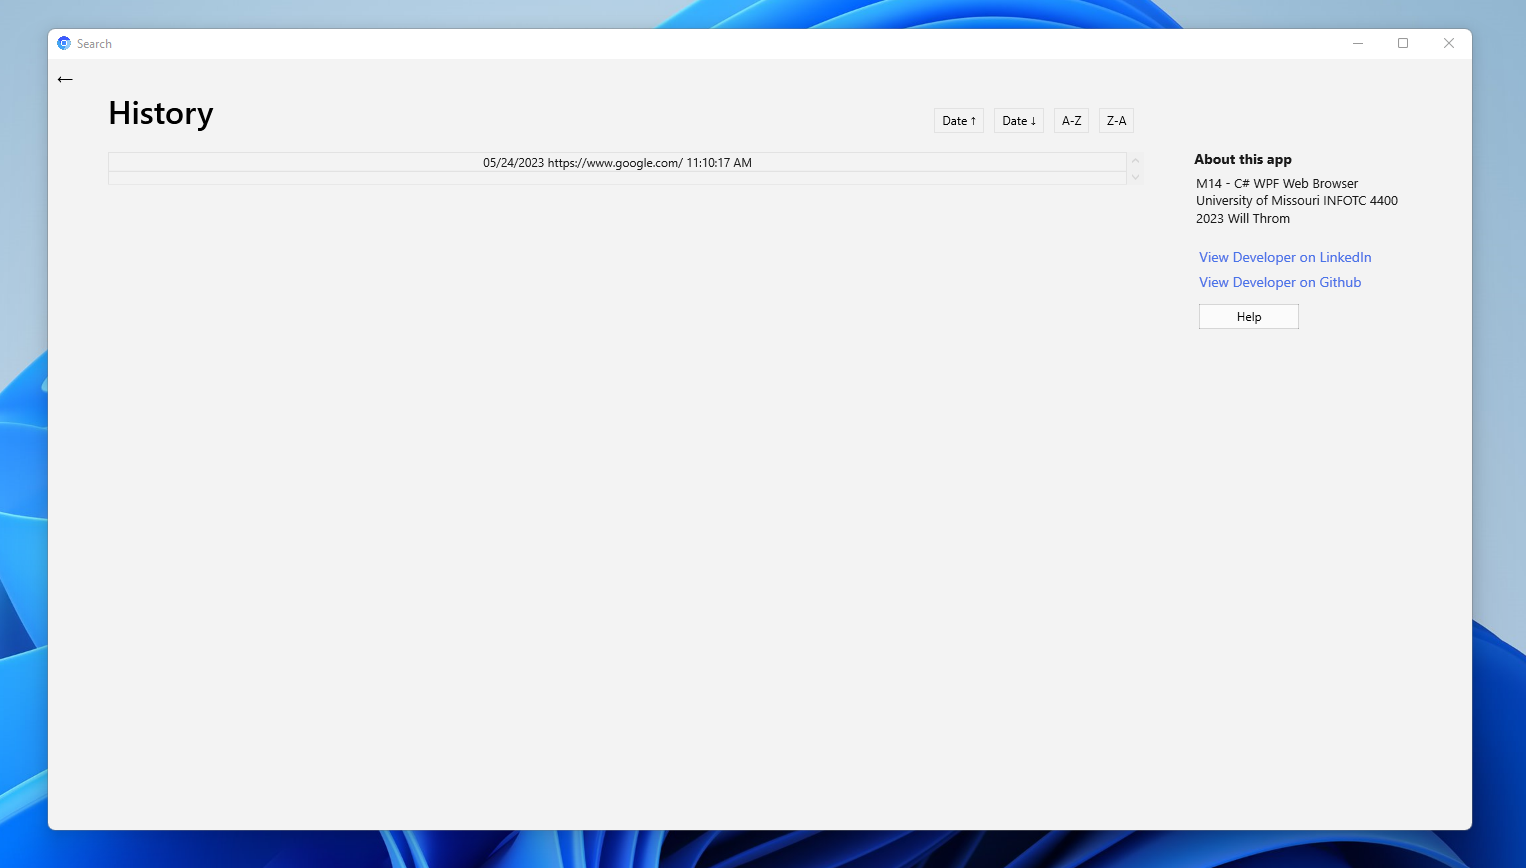 Search
←
History
Date ↑
Date ↓
A-Z
Z-A
05/24/2023 https://www.google.com/ 11:10:17 AM
About this app
M14 - C# WPF Web Browser
University of Missouri INFOTC 4400
2023 Will Throm
View Developer on LinkedIn
View Developer on Github
Help